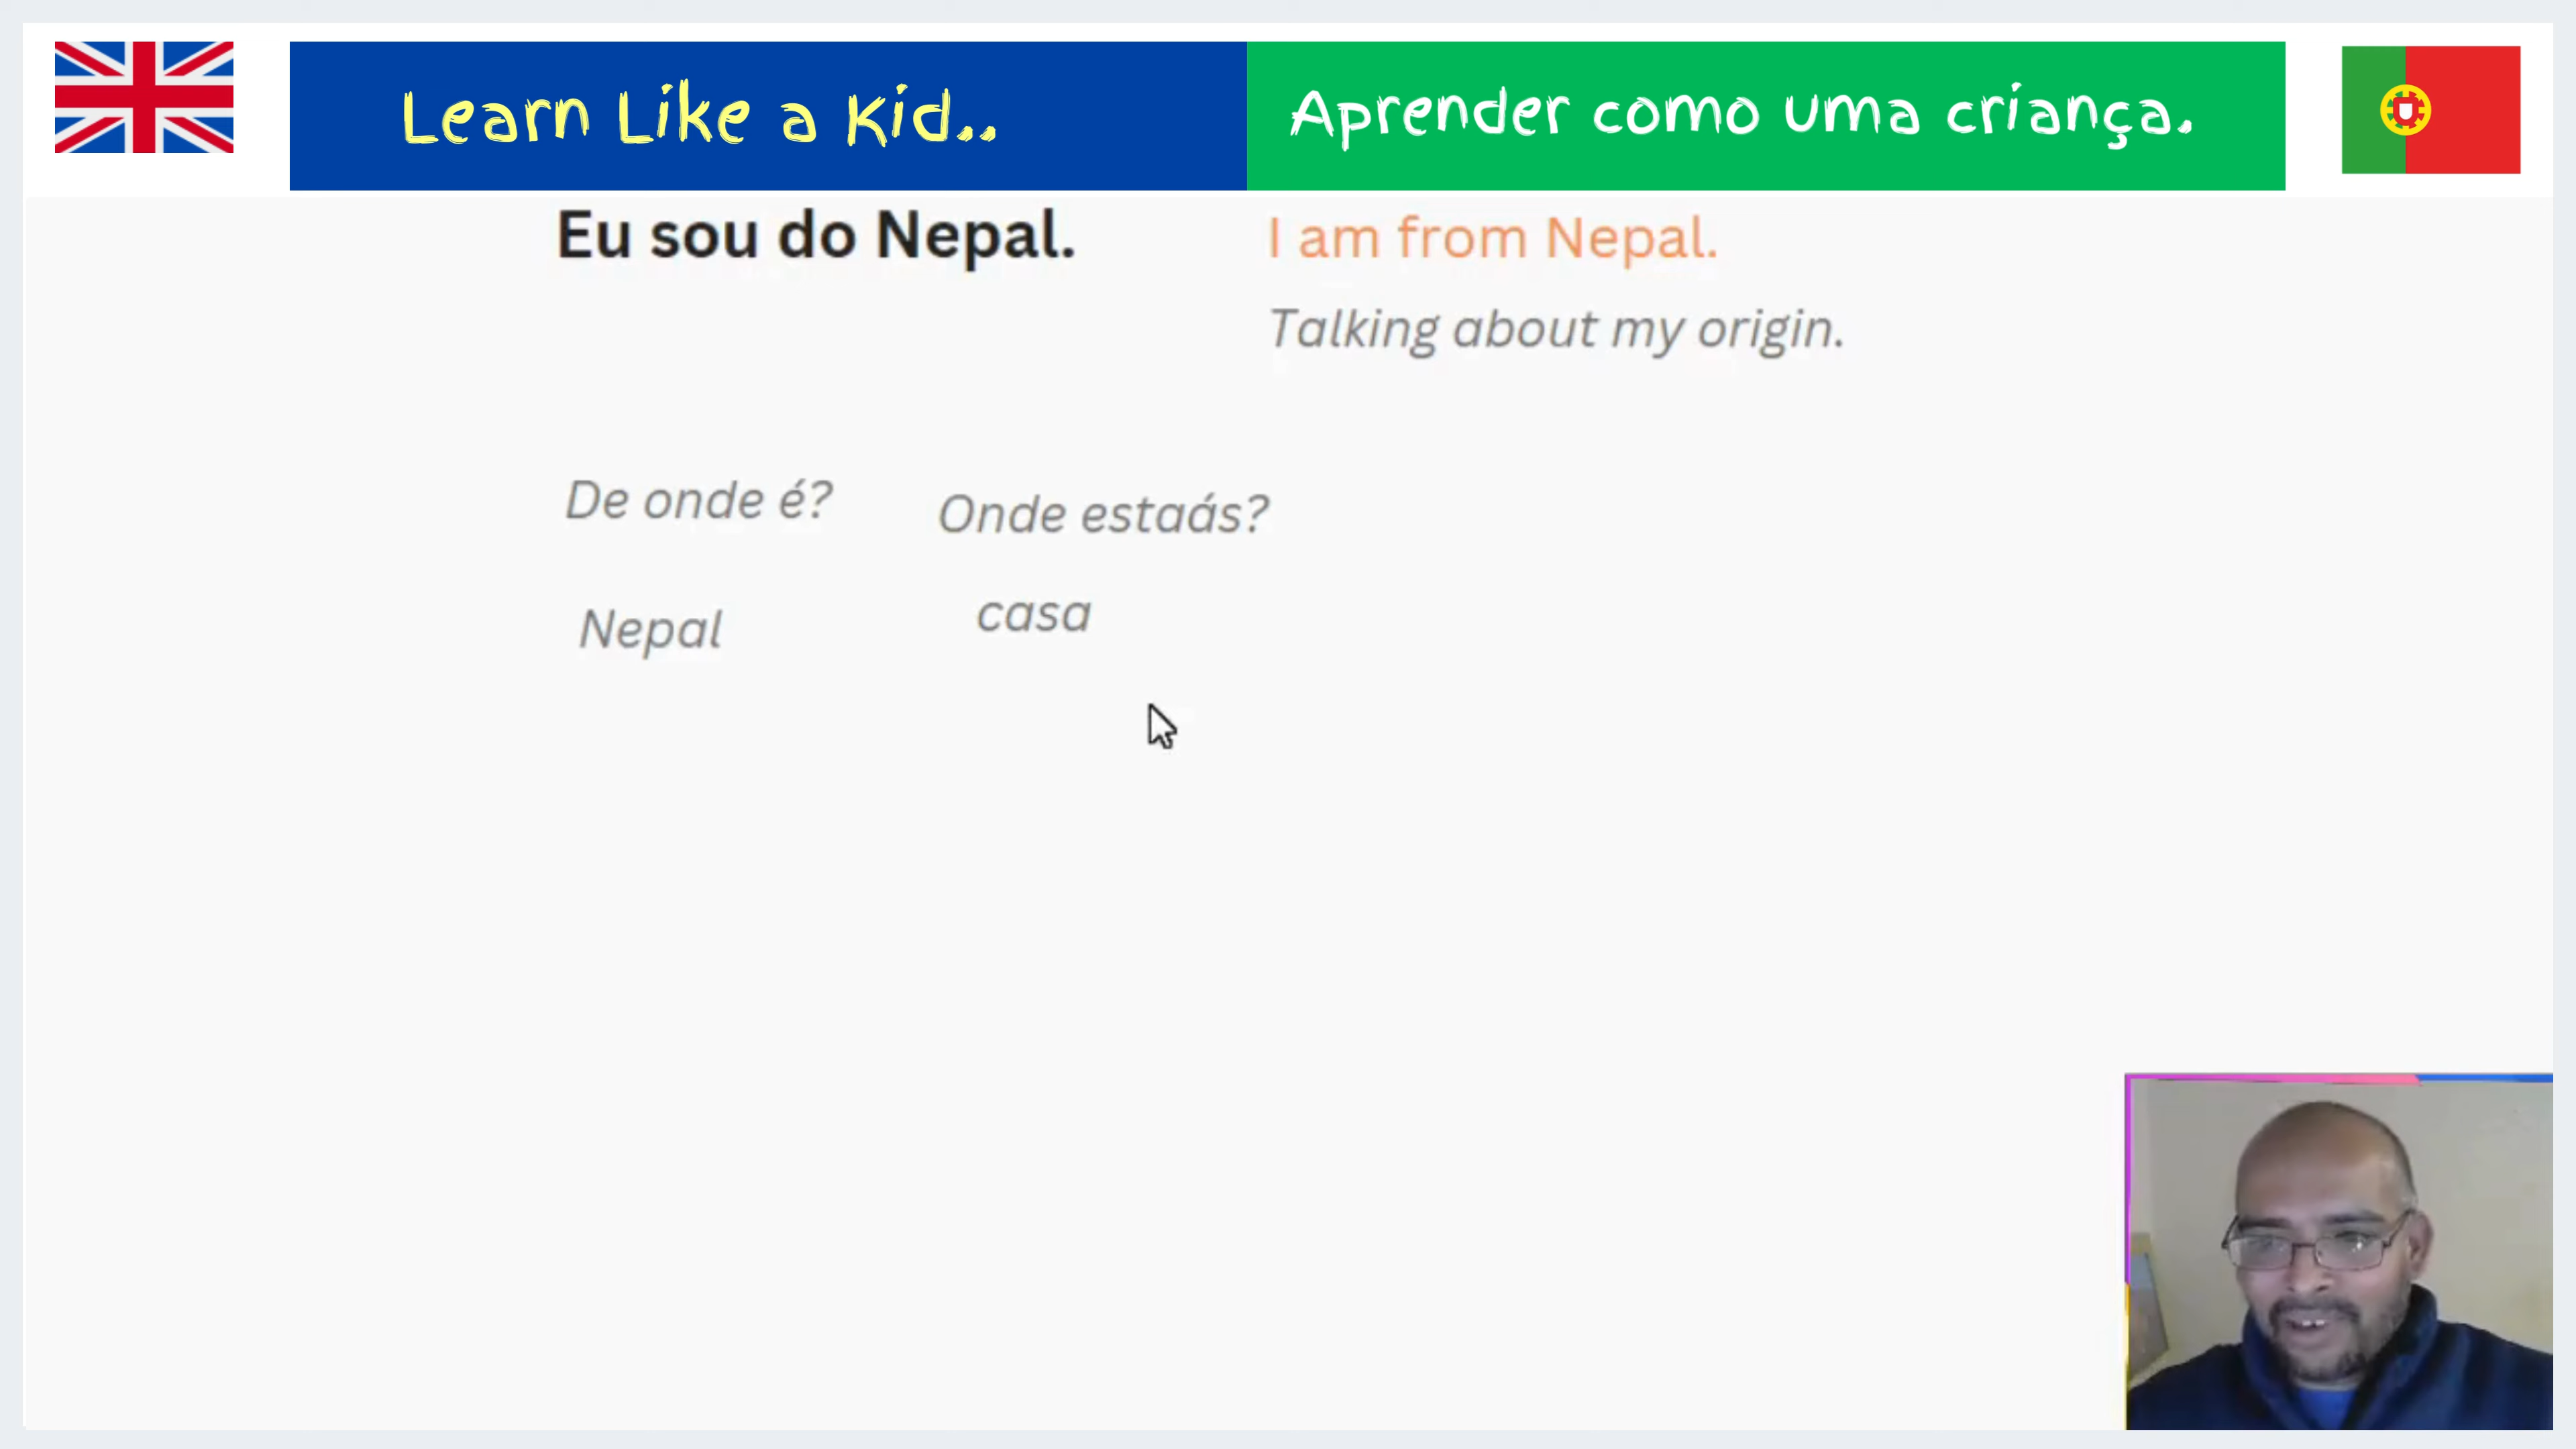 Learn Like a Kid..
Aprender como uma criança.
Eu sou do Nepal.
I am from Nepal.
Talking about my origin.
De onde é?
Onde estaás?
Nepal
casa